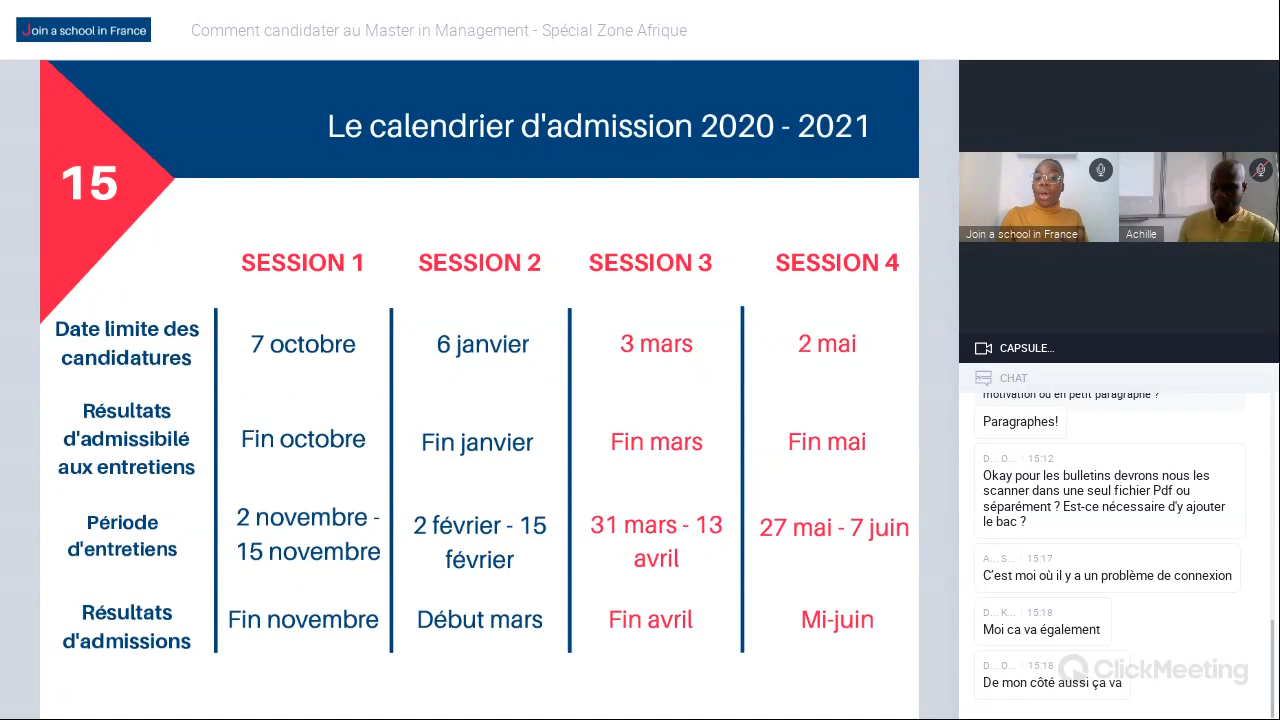 Join a school in France
Comment candidater au Master in Management - Spécial Zone Afrique
Le calendrier d'admission 2020 - 2021
15
SESSION 1
SESSION 2
SESSION 3
SESSION 4
Date limite des
candidatures
7 octobre
6 janvier
3 mars
2 mai
Résultats
d'admissibilé
aux entretiens
Fin octobre
Fin janvier
Fin mars
Fin mai
Période
d'entretiens
2 novembre -
15 novembre
2 février - 15
février
31 mars - 13
avril
27 mai - 7 juin
Résultats
d'admissions
Fin novembre
Début mars
Fin avril
Mi-juin
Join a school in France
Achille
CAPSULE...
CHAT
motivation ou en petit paragraphe ?
Paragraphes!
D... O... 15:12
Okay pour les bulletins devrons nous les
scanner dans une seul fichier Pdf ou
séparément ? Est-ce nécessaire d'y ajouter
le bac ?
A... S... 15:17
C'est moi où il y a un problème de connexion
D... K... 15:18
Moi ca va également
D... O... 15:18
De mon côté aussi ça va
ClickMeeting